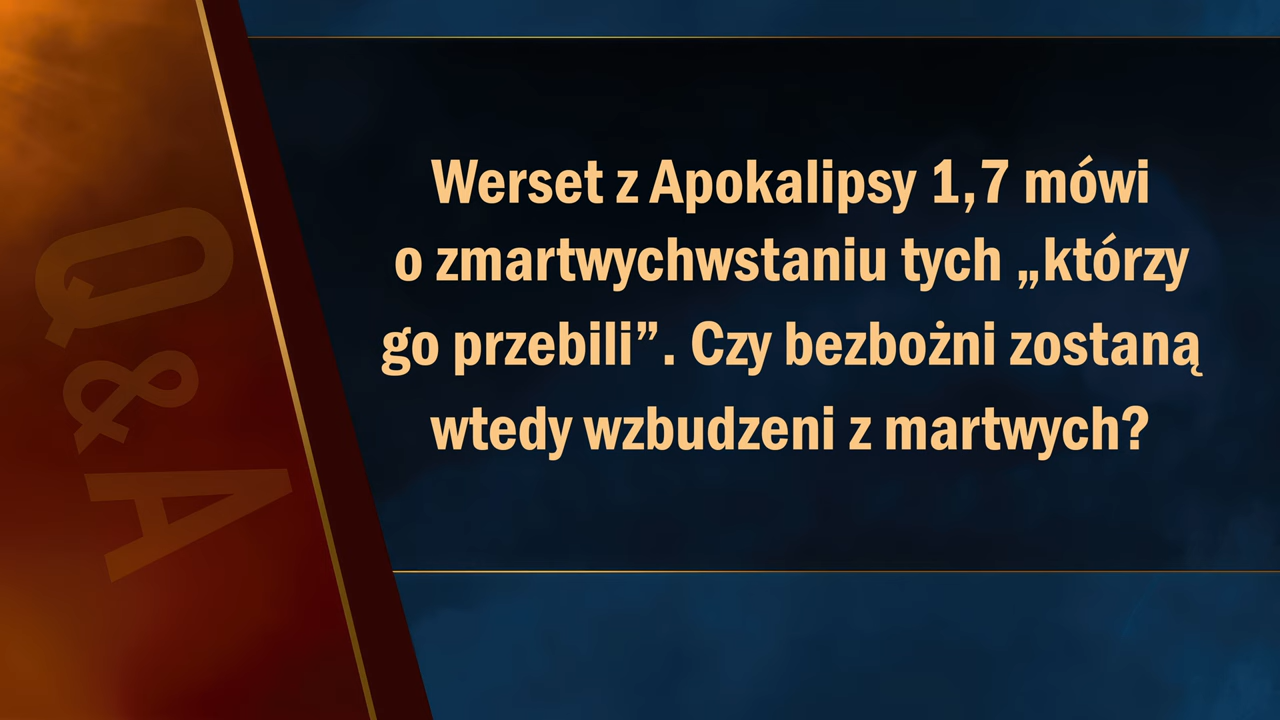 Werset z Apokalipsy 1,7 mówi
o zmartwychwstaniu tych „którzy
go przebili”. Czy bezbożni zostaną
wtedy wzbudzeni z martwych?
Q&A